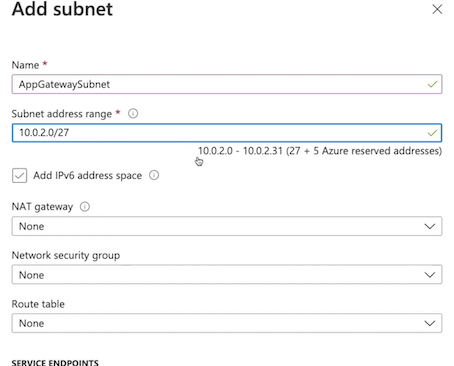 Add subnet
Name *
AppGatewaySubnet
Subnet address range *
10.0.2.0/27
10.0.2.0 - 10.0.2.31 (27 + 5 Azure reserved addresses)
Add IPv6 address space
NAT gateway
None
Network security group
None
Route table
None
SERVICE ENDPOINTS